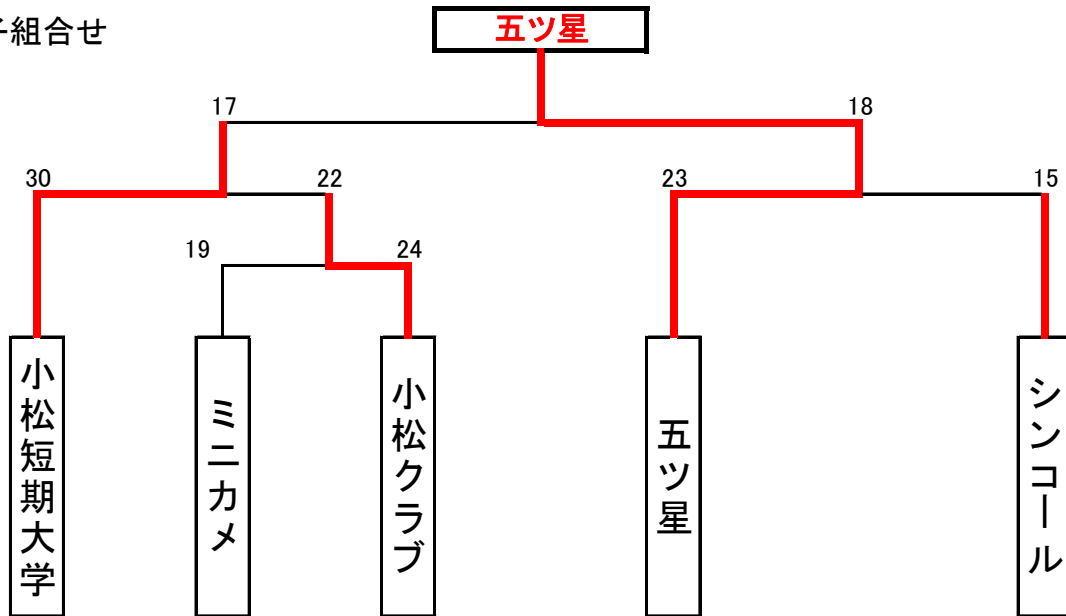 子組合せ
五ツ星
17
18
30
22
23
15
19
24
小松短期大学
ミニカメ
小松クラブ
五ツ星
シンコール